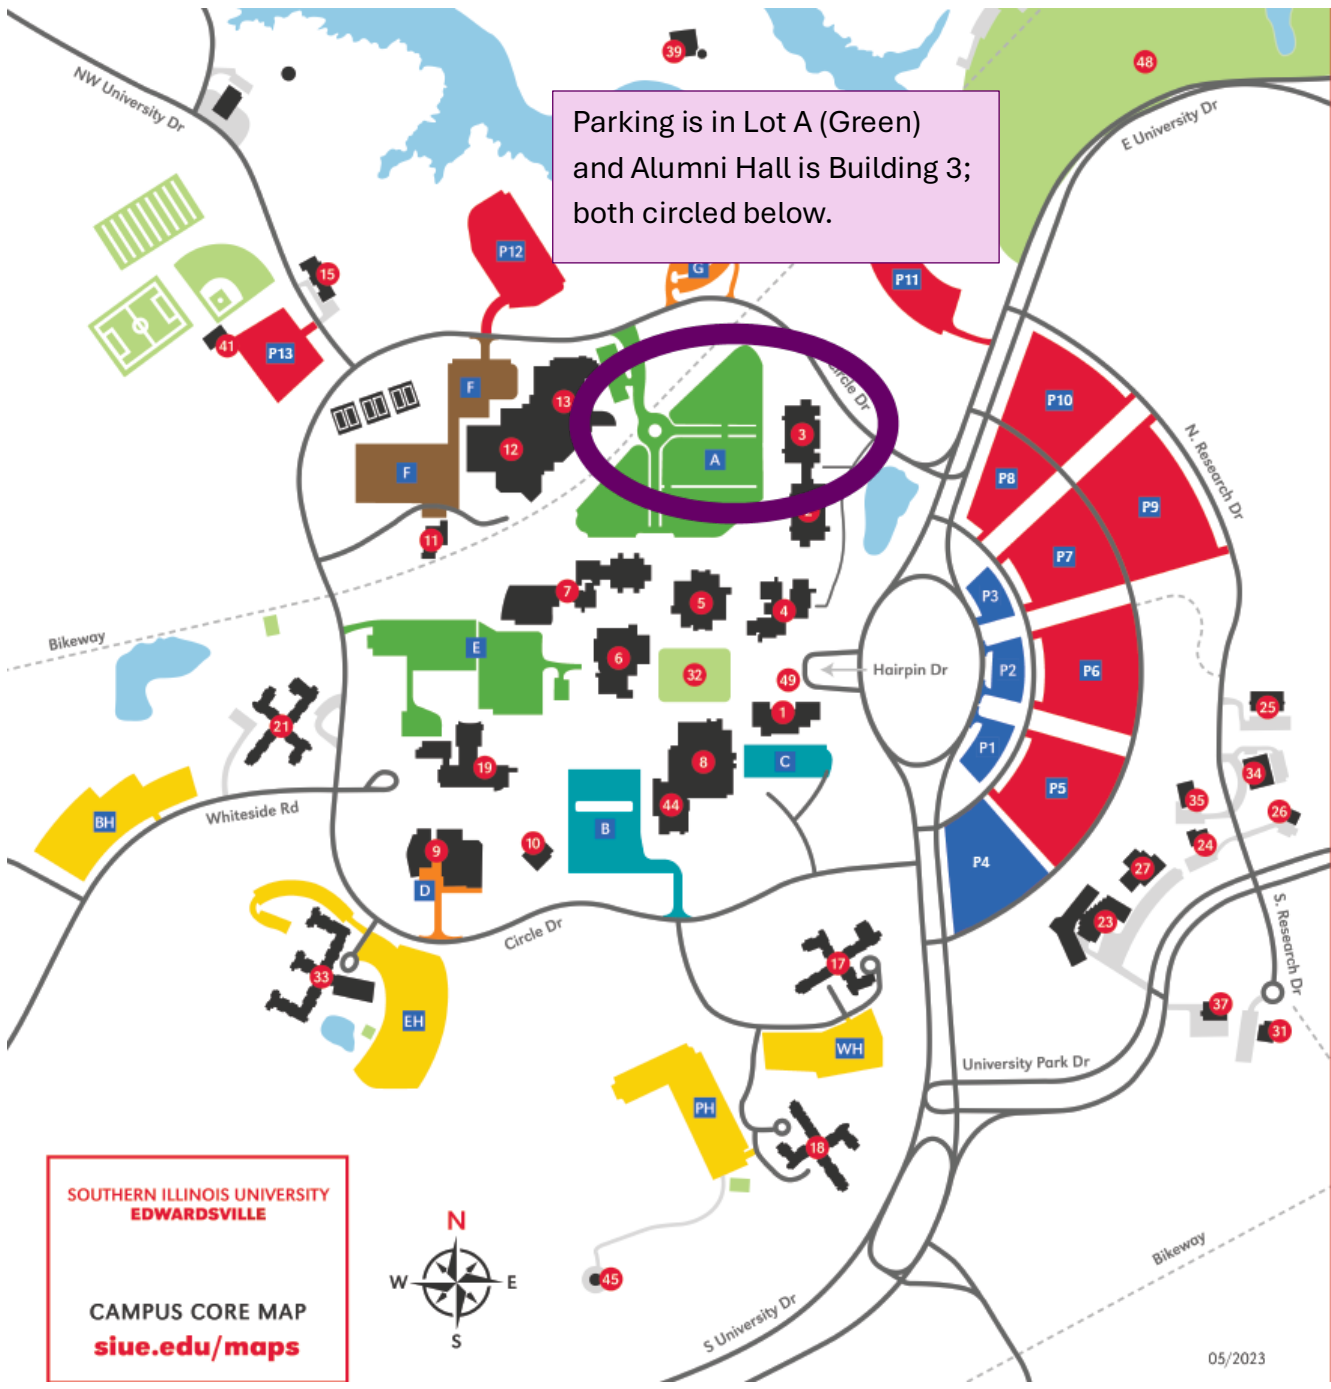 39
48
NW University Dr
E University Dr
Parking is in Lot A (Green)
and Alumni Hall is Building 3;
both circled below.
P12
G
P11
15
41
P13
Circle Dr
F
13
P10
3
12
A
F
P8
N. Research Dr
P9
2
11
P7
7
5
4
P3
Bikeway
E
6
32
49
Hairpin Dr
P2
P6
21
1
25
P1
19
8
C
34
P5
35
44
26
BH
Whiteside Rd
B
24
10
9
P4
27
D
23
Circle Dr
S. Research Dr
17
33
37
EH
31
WH
University Park Dr
PH
18
SOUTHERN ILLINOIS UNIVERSITY
EDWARDSVILLE
N
W
E
S
45
Bikeway
CAMPUS CORE MAP
siue.edu/maps
S University Dr
05/2023